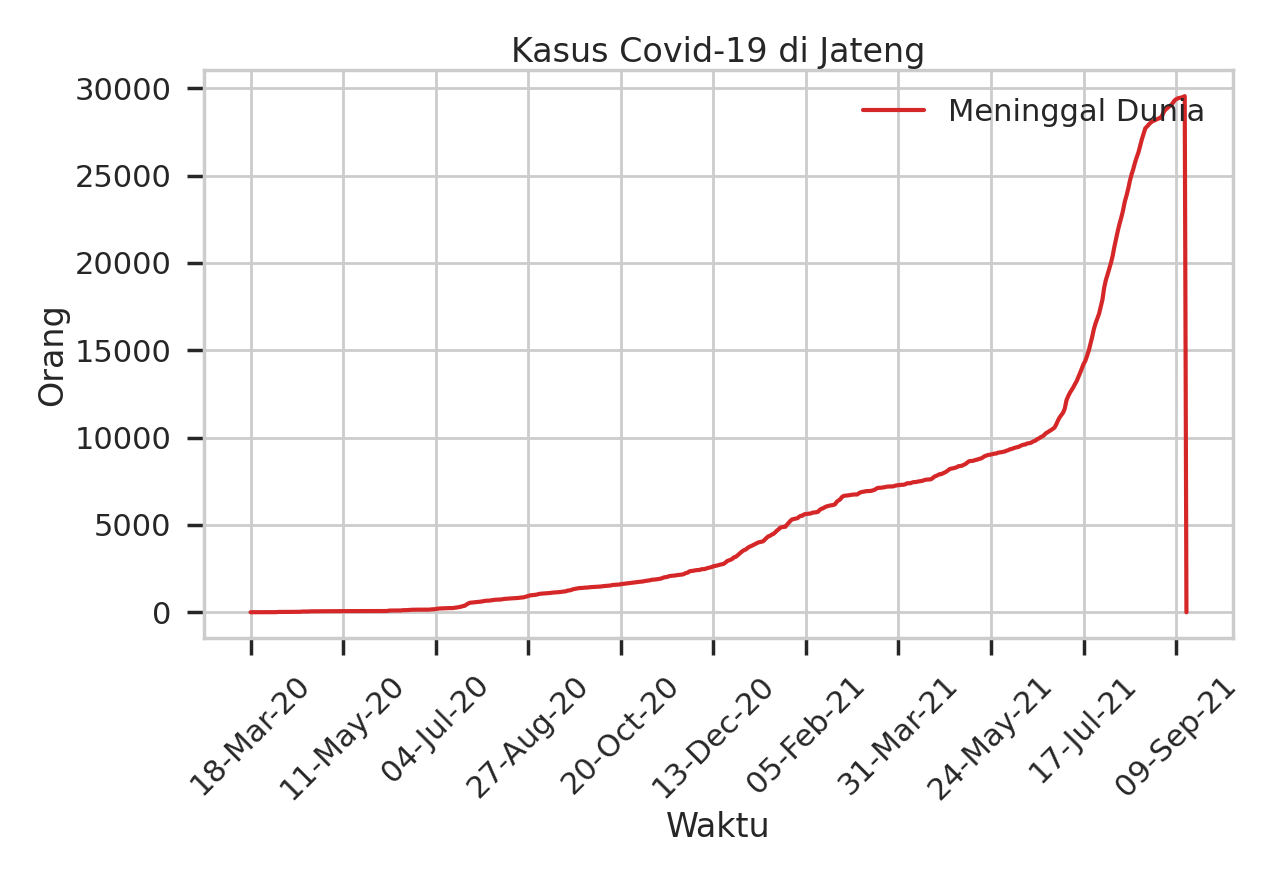 Kasus Covid-19 di Jateng
Meninggal Dunia
30000
25000
20000
15000
10000
5000
0
Orang
18-Mar-20
11-May-20
04-Jul-20
27-Aug-20
20-Oct-20
13-Dec-20
05-Feb-21
31-Mar-21
24-May-21
17-Jul-21
09-Sep-21
Waktu